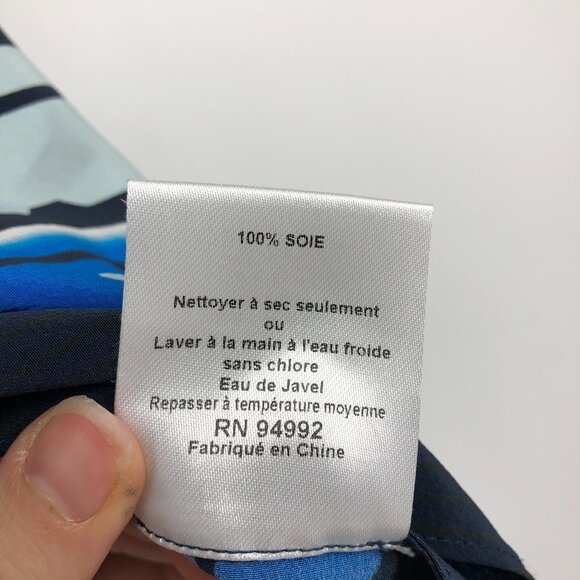 100% SOIE
Nettoyer à sec seulement
ou
Laver à la main à l'eau froide
sans chlore
Eau de Javel
Repasser à température moyenne
RN 94992
Fabriqué en Chine